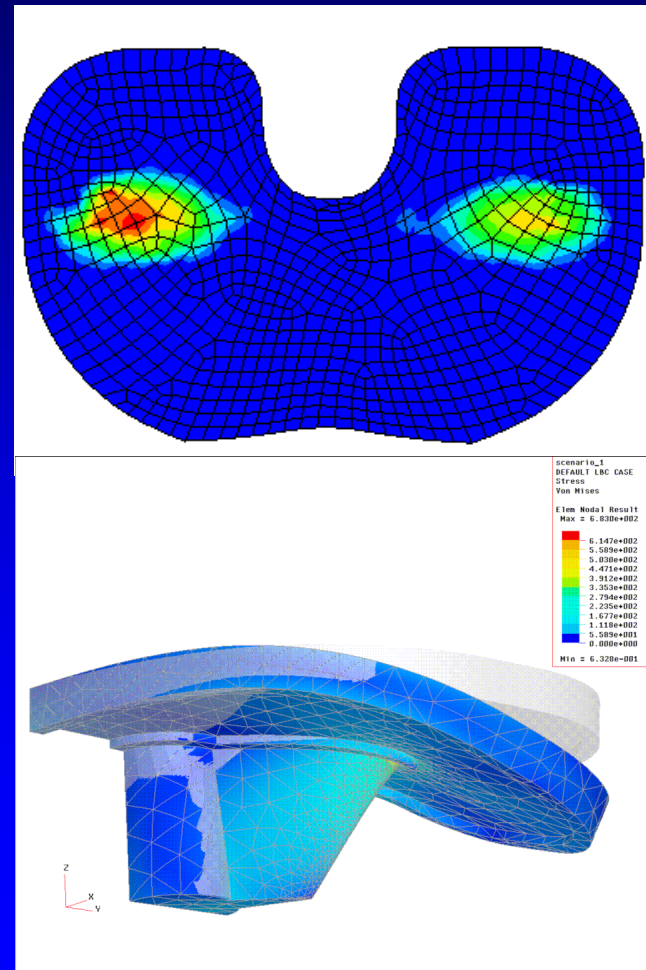 scenario_1
DEFAULT LBC CASE
Stress
Von Mises
Elem Nodal Result
Max = 6.830e+002
6.147e+002
5.589e+002
5.030e+002
4.471e+002
3.912e+002
3.353e+002
2.794e+002
2.235e+002
1.677e+002
1.118e+002
5.589e+001
0.000e+000
Min = 6.328e-001
Z
X
Y